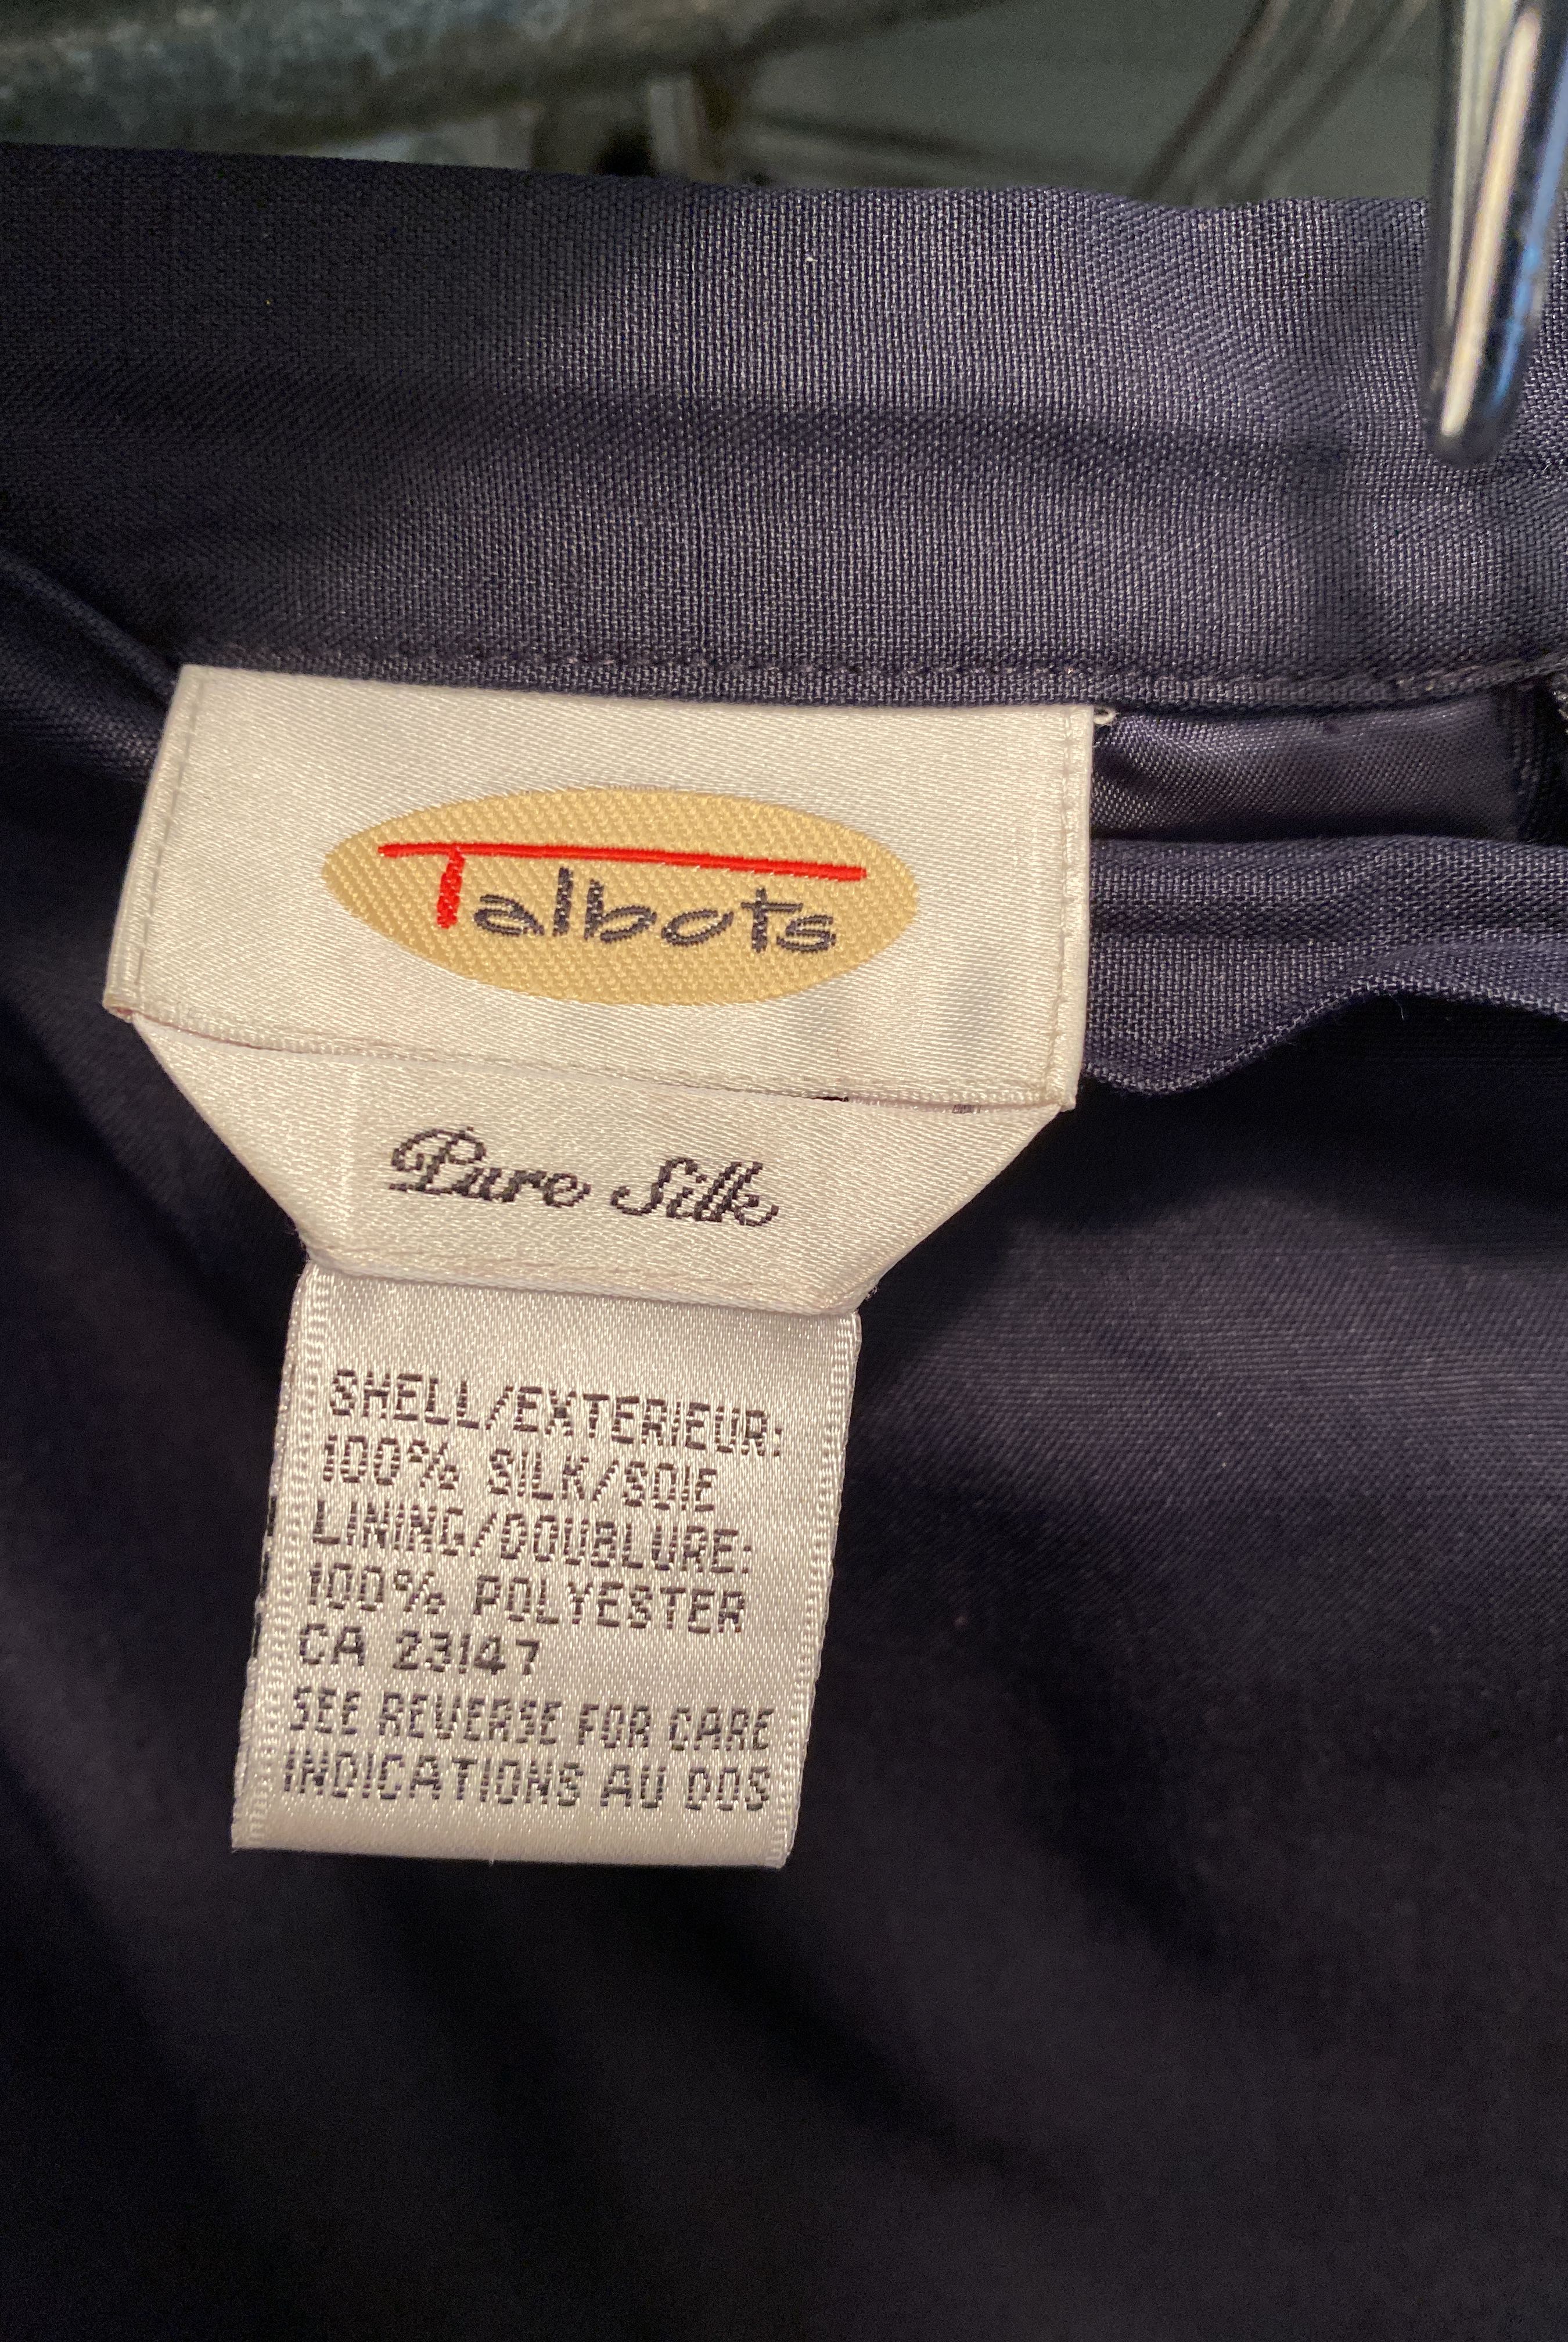 Talbots
Pure Silk
SHELL/EXTERIEUR:
100% SILK/SOIE
LINING/DOUBLURE:
100% POLYESTER
CA 23147
SEE REVERSE FOR CARE
INDICATIONS AU DOS